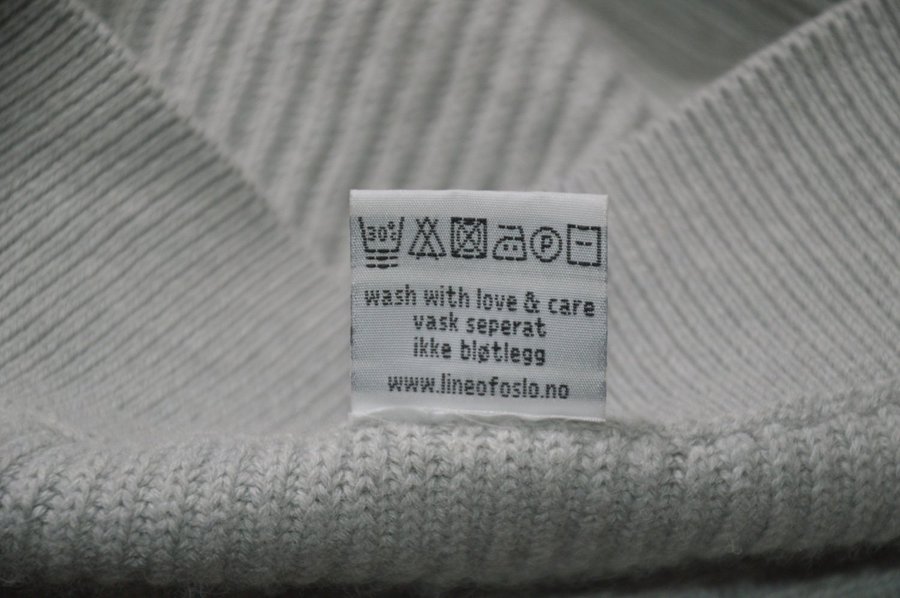 30°c P
wash with love & care
vask seperat
ikke bløtlegg
www.lineofoslo.no